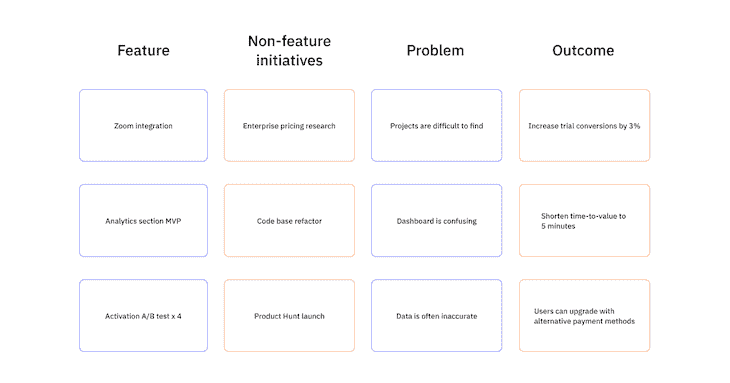 Feature
Non-feature
initiatives
Problem
Outcome
Zoom integration
Enterprise pricing research
Projects are difficult to find
Increase trial conversions by 3%
Analytics section MVP
Code base refactor
Dashboard is confusing
Shorten time-to-value to
5 minutes
Activation A/B test x 4
Product Hunt launch
Data is often inaccurate
Users can upgrade with
alternative payment methods